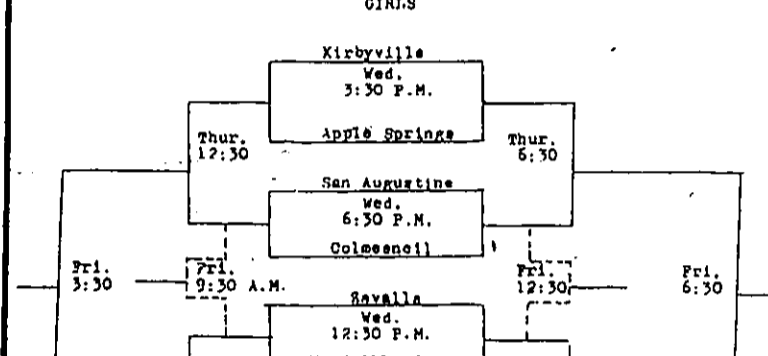 GIRLS
Kirbyville
Wed.
3:30 P.M.
Apple Springs
Thur.
12:30
Thur.
6:30
San Augustine
Wed.
6:30 P.M.
Colmesneil
Fri.
3:30
Fri.
9:30 A.M.
Fri.
12:30
Fri.
6:30
Zavalla
Wed.
12:30 P.M.